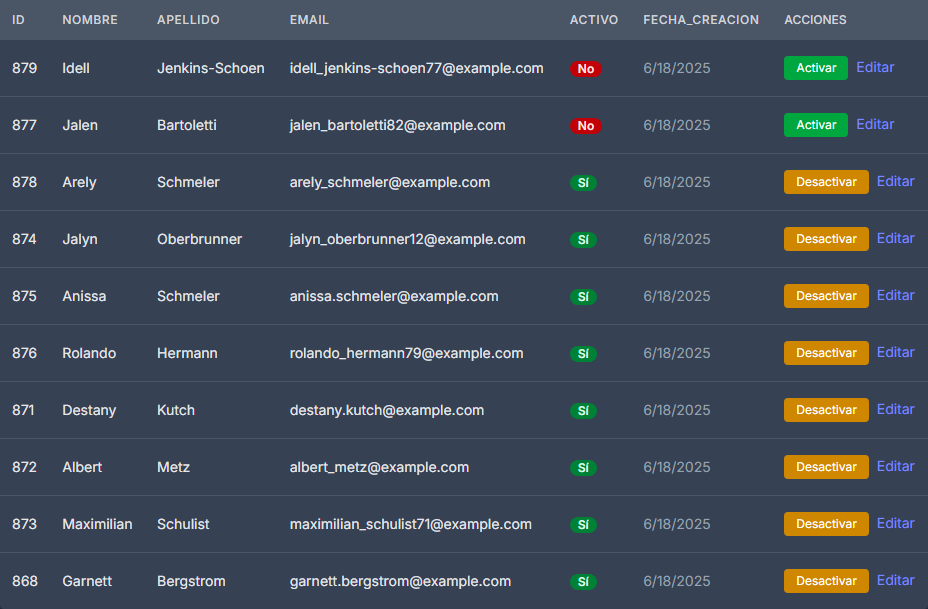 ID NOMBRE APELLIDO EMAIL ACTIVO FECHA_CREACION ACCIONES
879 Idell Jenkins-Schoen idell_jenkins-schoen77@example.com No 6/18/2025 Activar Editar
877 Jalen Bartoletti jalen_bartoletti82@example.com No 6/18/2025 Activar Editar
878 Arely Schmeler arely_schmeler@example.com Sí 6/18/2025 Desactivar Editar
874 Jalyn Oberbrunner jalyn_oberbrunner12@example.com Sí 6/18/2025 Desactivar Editar
875 Anissa Schmeler anissa.schmeler@example.com Sí 6/18/2025 Desactivar Editar
876 Rolando Hermann rolando_hermann79@example.com Sí 6/18/2025 Desactivar Editar
871 Destany Kutch destany.kutch@example.com Sí 6/18/2025 Desactivar Editar
872 Albert Metz albert_metz@example.com Sí 6/18/2025 Desactivar Editar
873 Maximilian Schulist maximilian_schulist71@example.com Sí 6/18/2025 Desactivar Editar
868 Garnett Bergstrom garnett.bergstrom@example.com Sí 6/18/2025 Desactivar Editar